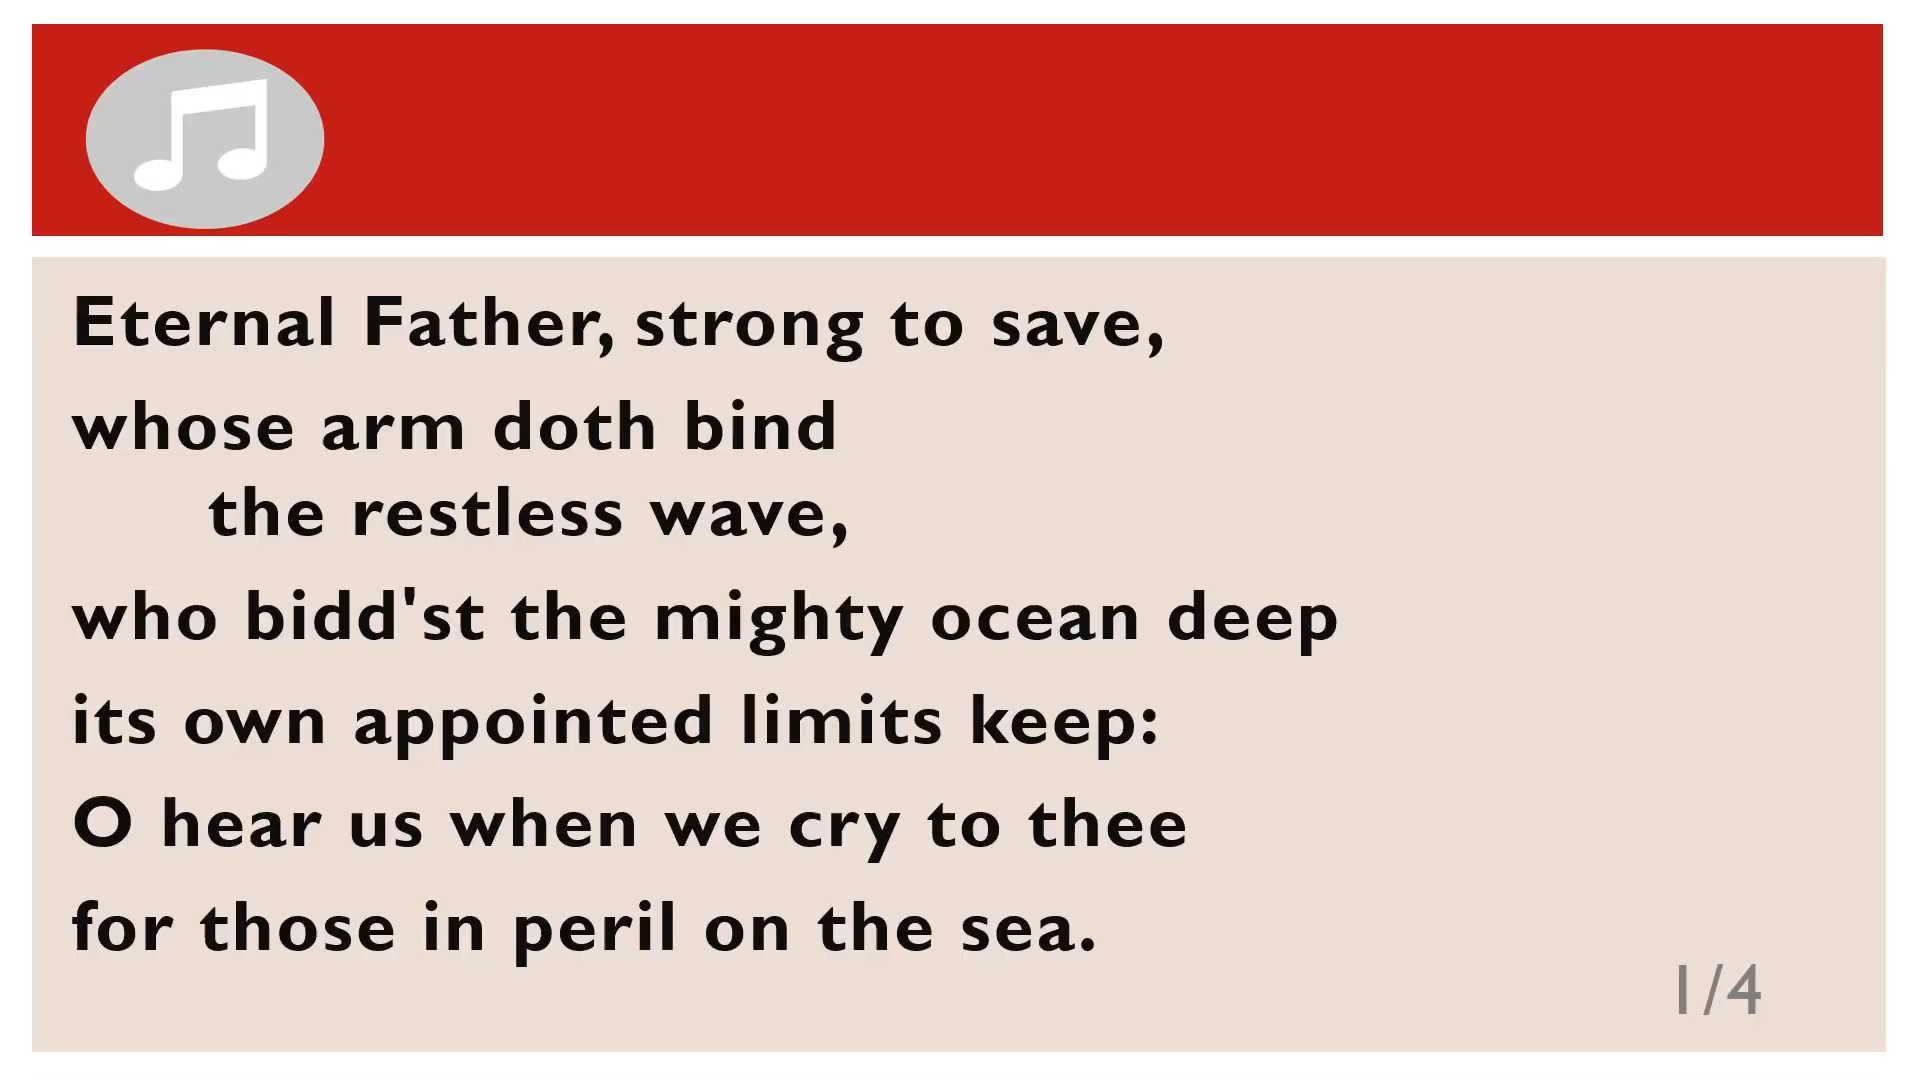 Eternal Father, strong to save,
whose arm doth bind
the restless wave,
who bidd'st the mighty ocean deep
its own appointed limits keep:
O hear us when we cry to thee
for those in peril on the sea.
1/4